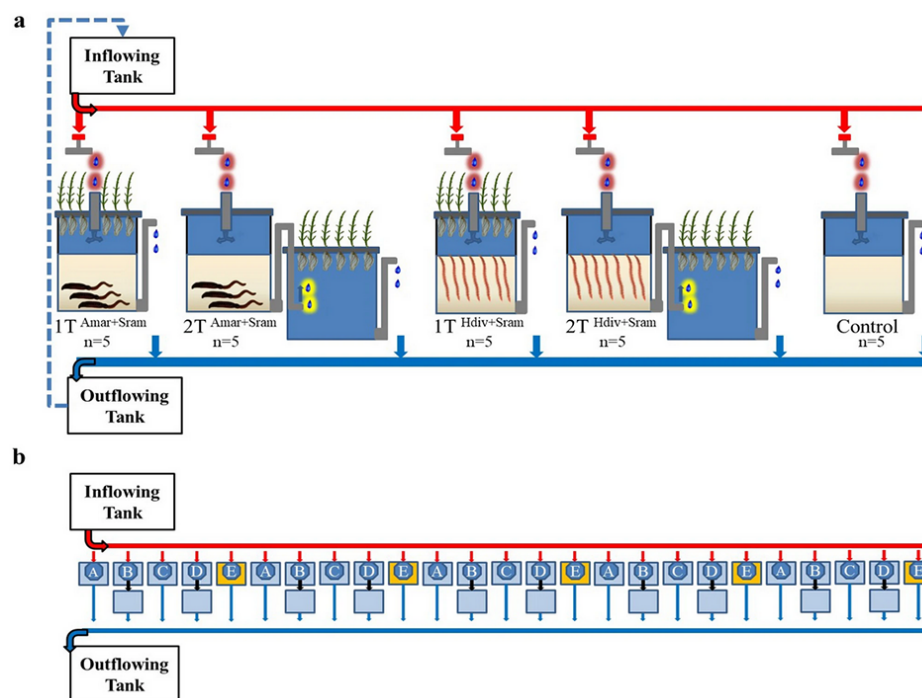 a
Inflowing
Tank
1T Amar+Sram
n=5
2T Amar+Sram
n=5
1T Hdiv+Sram
n=5
2T Hdiv+Sram
n=5
Control
n=5
Outflowing
Tank
b
Inflowing
Tank
A B C D E A B C D E A B C D E A B C D E A B C D E
Outflowing
Tank